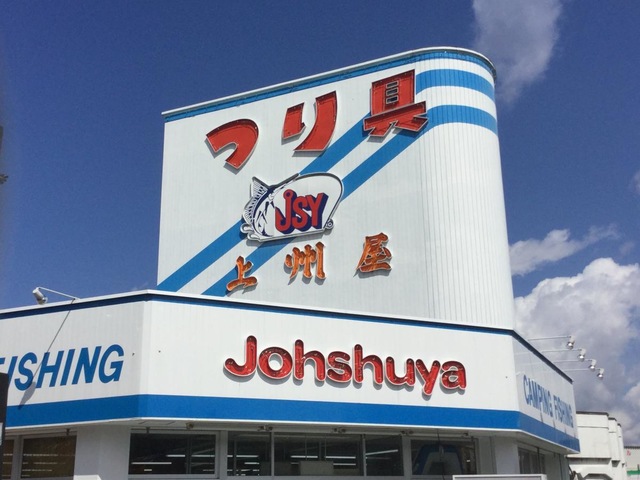 つり具
JSY
上州屋
FISHING
Johshuya
CAMPING FISHING